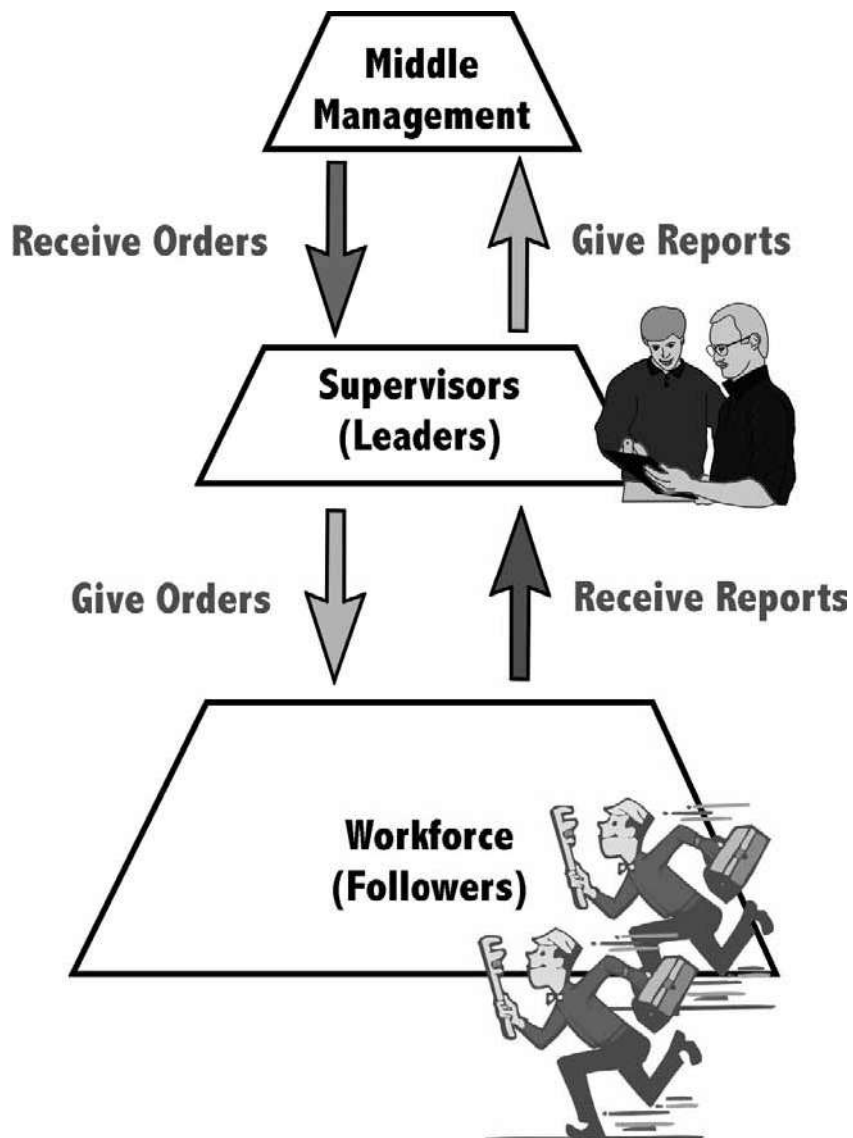 Middle
Management
Receive Orders
Give Reports
Supervisors
(Leaders)
Give Orders
Receive Reports
Workforce
(Followers)